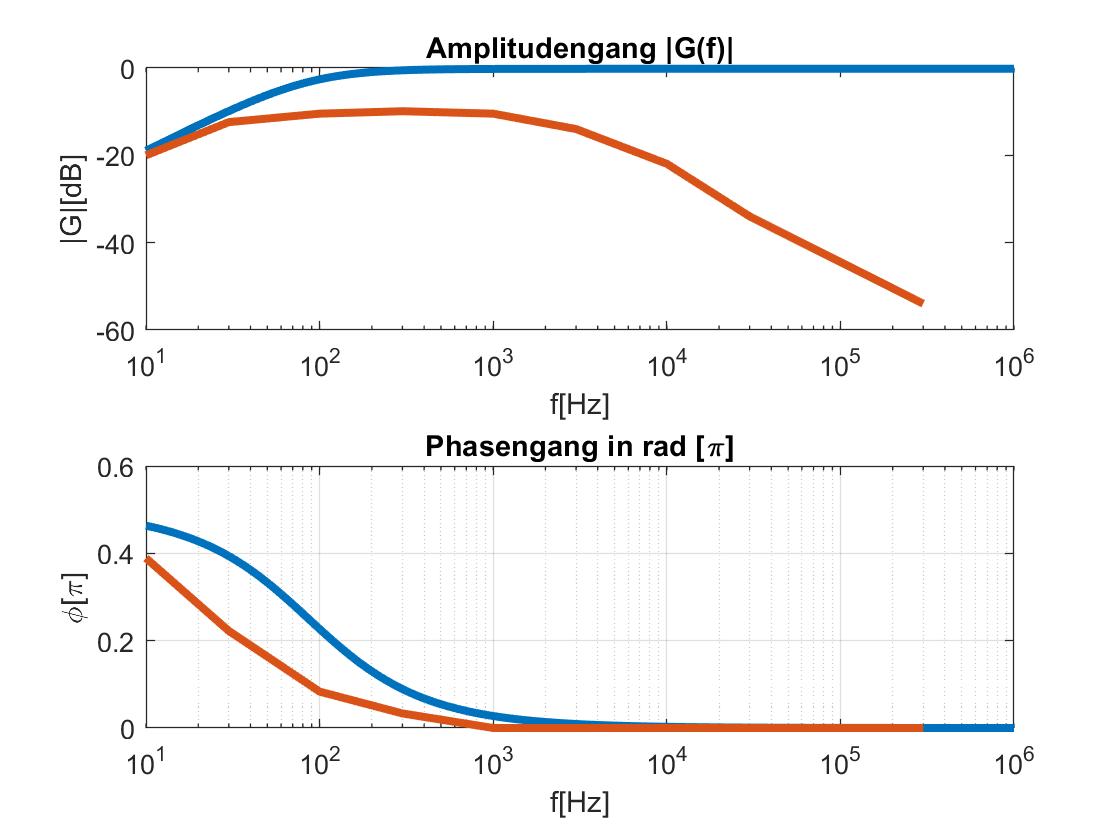 Amplitudengang |G(f)|
0
-20
-40
-60
|G|[dB]
10^1 10^2 10^3 10^4 10^5 10^6
f[Hz]
Phasengang in rad [π]
0.6
0.4
0.2
0
ϕ[π]
10^1 10^2 10^3 10^4 10^5 10^6
f[Hz]